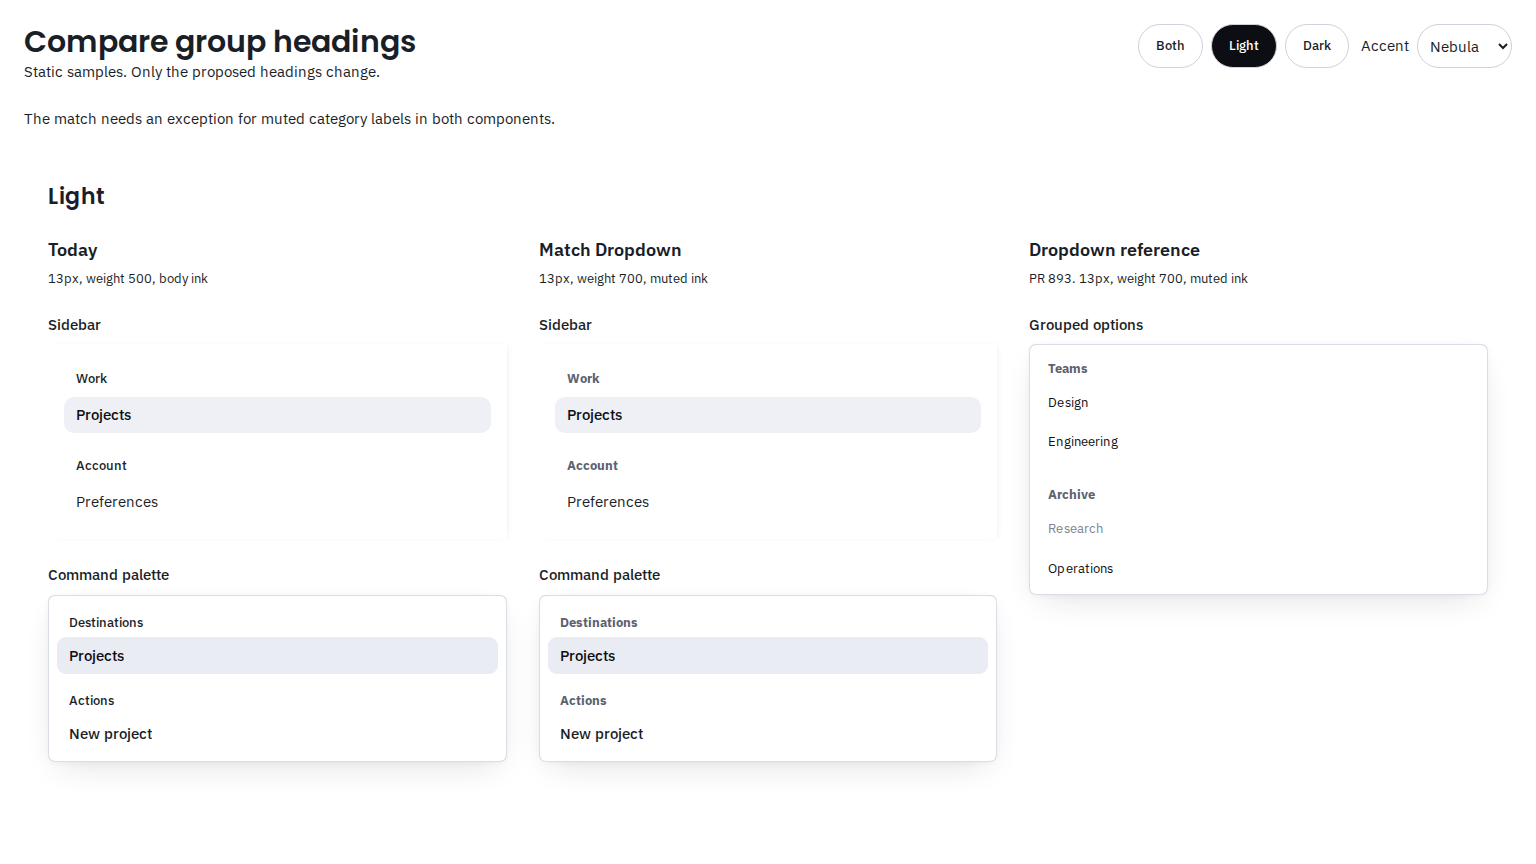 Compare group headings
Static samples. Only the proposed headings change.
Both
Light
Dark
Accent
Nebula
The match needs an exception for muted category labels in both components.
Light
Today
13px, weight 500, body ink
Sidebar
Work
Projects
Account
Preferences
Command palette
Destinations
Projects
Actions
New project
Match Dropdown
13px, weight 700, muted ink
Sidebar
Work
Projects
Account
Preferences
Command palette
Destinations
Projects
Actions
New project
Dropdown reference
PR 893. 13px, weight 700, muted ink
Grouped options
Teams
Design
Engineering
Archive
Research
Operations